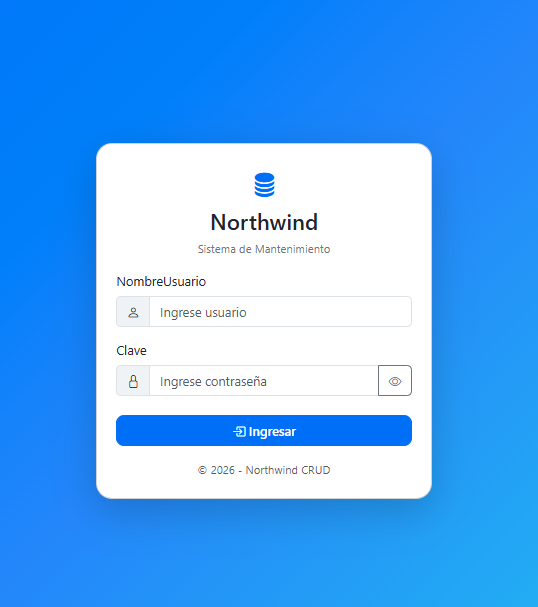 Northwind
Sistema de Mantenimiento
NombreUsuario
Ingrese usuario
Clave
Ingrese contraseña
Ingresar
© 2026 - Northwind CRUD